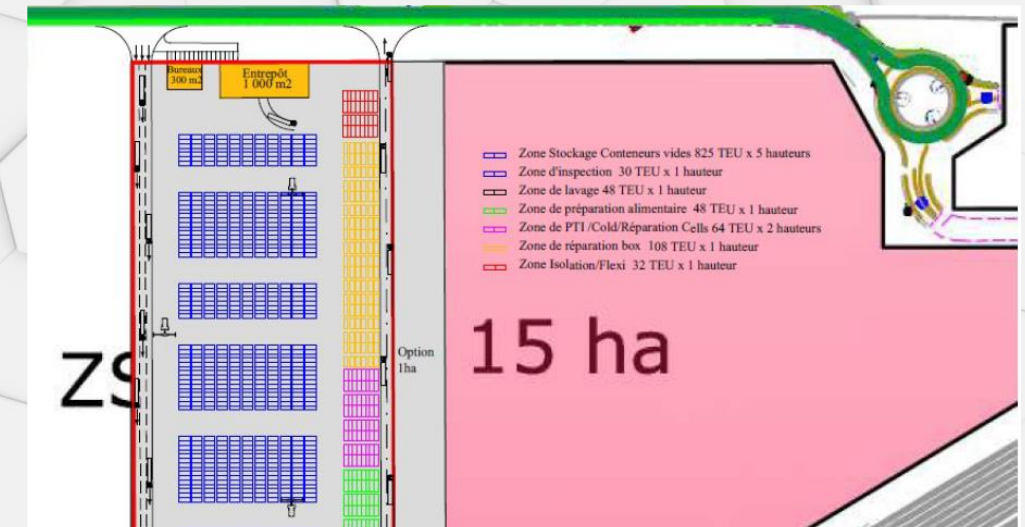 Bureaux
300 m2
Entrepôt
1 000 m2
Zone Stockage Conteneurs vides 825 TEU x 5 hauteurs
Zone d'inspection 30 TEU x 1 hauteur
Zone de lavage 48 TEU x 1 hauteur
Zone de préparation alimentaire 48 TEU x 1 hauteur
Zone de PTI /Cold/Réparation Cells 64 TEU x 2 hauteurs
Zone de réparation box 108 TEU x 1 hauteur
Zone Isolation/Flexi 32 TEU x 1 hauteur
ZS
Option
1ha
15 ha